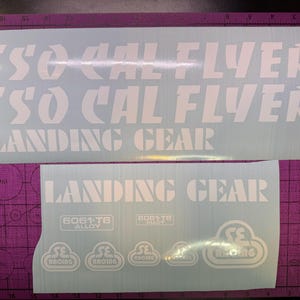 SO CAL FLYER
SO CAL FLYER
LANDING GEAR
LANDING GEAR
6061-T6
ALLOY
6061-T6
ALLOY
SE
RACING
SE
RACING
SE
RACING
SE
RACING
SE
RACING